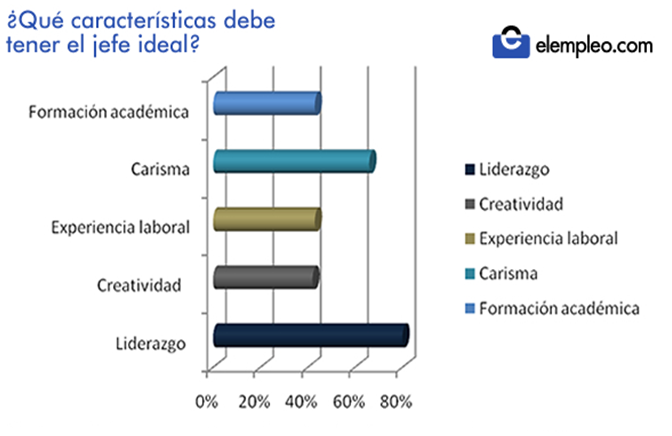 ¿Qué características debe
tener el jefe ideal?
elempleo.com
Formación académica
Carisma
Experiencia laboral
Creatividad
Liderazgo
0% 20% 40% 60% 80%
Liderazgo
Creatividad
Experiencia laboral
Carisma
Formación académica